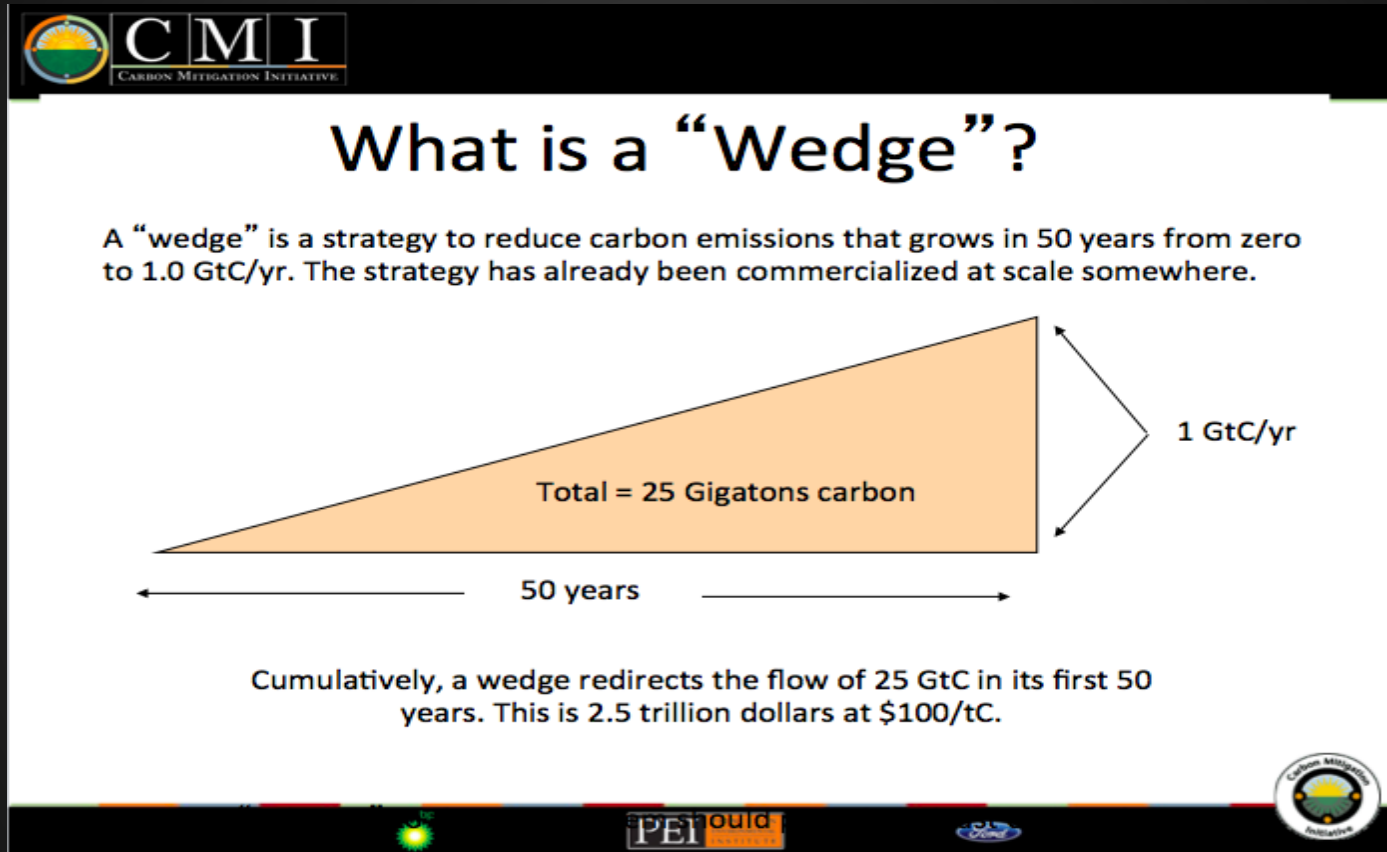 C M I
CARBON MITIGATION INITIATIVE
What is a “Wedge”?
A “wedge” is a strategy to reduce carbon emissions that grows in 50 years from zero
to 1.0 GtC/yr. The strategy has already been commercialized at scale somewhere.
1 GtC/yr
Total = 25 Gigatons carbon
50 years
Cumulatively, a wedge redirects the flow of 25 GtC in its first 50
years. This is 2.5 trillion dollars at $100/tC.
Carbon Mitigation
Initiative
bp
should
PEI
INSTITUTE
Ford